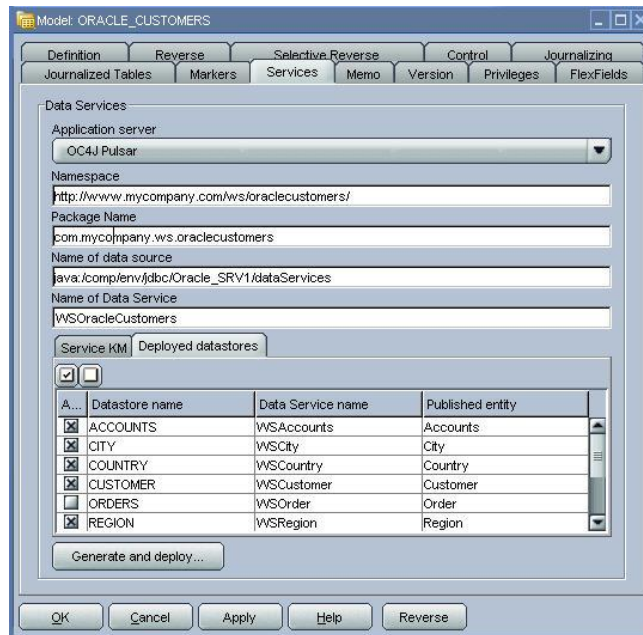 Model: ORACLE_CUSTOMERS
Definition Reverse Selective Reverse Control Journalizing
Journalized Tables Markers Services Memo Version Privileges FlexFields
Data Services
Application server
OC4J Pulsar
Namespace
http://www.mycompany.com/ws/oraclecustomers/
Package Name
com.mycompany.ws.oraclecustomers
Name of data source
java:/comp/env/jdbc/Oracle_SRV1/dataServices
Name of Data Service
WSOracleCustomers
Service KM Deployed datastores
A... Datastore name Data Service name Published entity
ACCOUNTS WSAccounts Accounts
CITY WSCity City
COUNTRY WSCountry Country
CUSTOMER WSCustomer Customer
ORDERS WSOrder Order
REGION WSRegion Region
Generate and deploy...
OK Cancel Apply Help Reverse